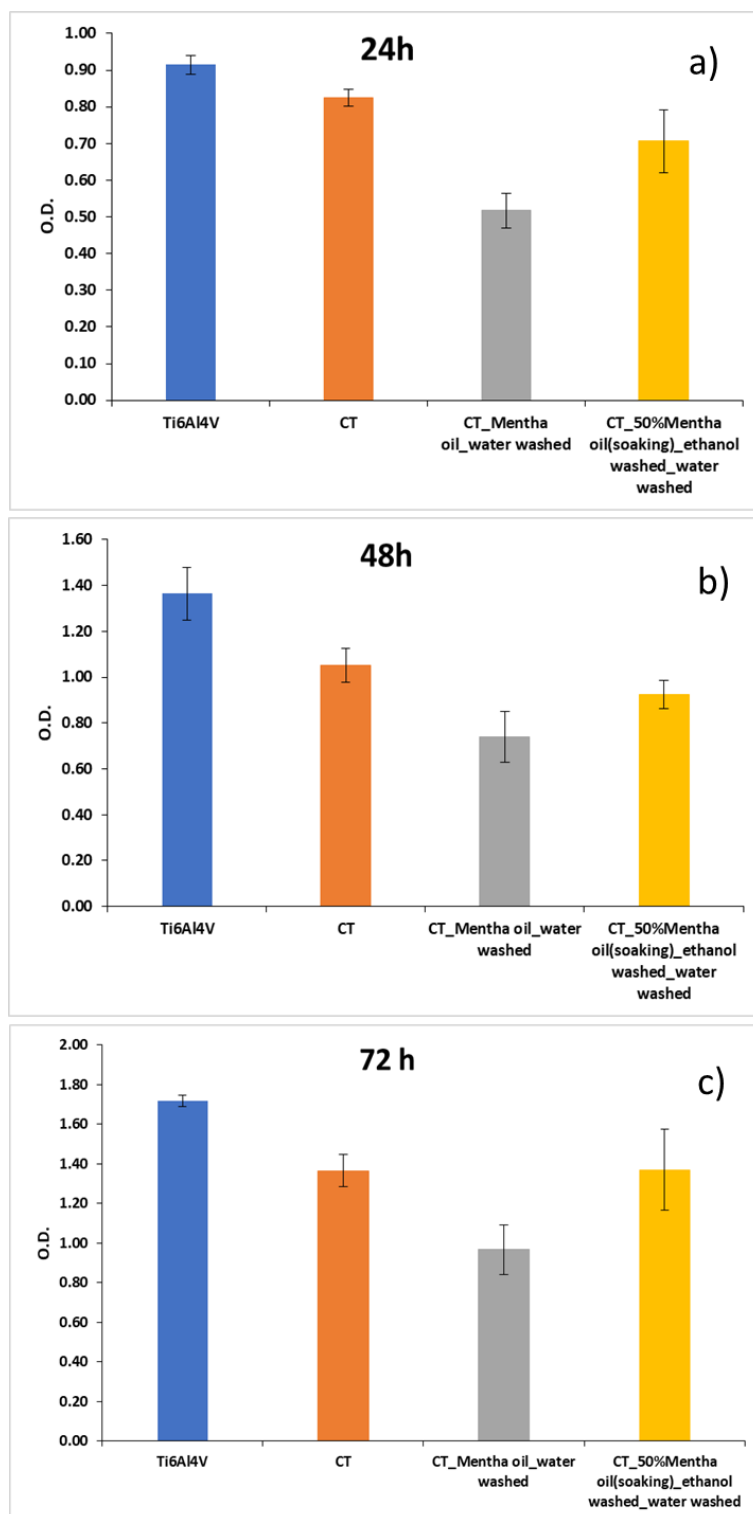 24h
a)
1.00
0.90
0.80
0.70
0.60
0.50
0.40
0.30
0.20
0.10
0.00
O.D.
Ti6Al4V
CT
CT_Mentha
oil_water washed
CT_50%Mentha
oil(soaking)_ethanol
washed_water
washed
48h
b)
1.60
1.40
1.20
1.00
0.80
0.60
0.40
0.20
0.00
O.D.
Ti6Al4V
CT
CT_Mentha oil_water
washed
CT_50%Mentha
oil(soaking)_ethanol
washed_water
washed
72 h
c)
2.00
1.80
1.60
1.40
1.20
1.00
0.80
0.60
0.40
0.20
0.00
O.D.
Ti6Al4V
CT
CT_Mentha oil_water
washed
CT_50%Mentha
oil(soaking)_ethanol
washed_water washed